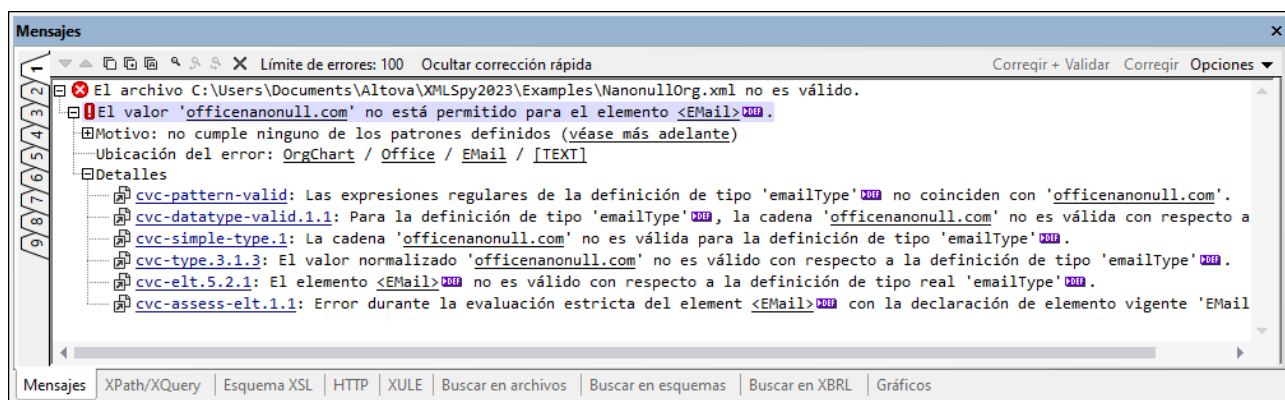 Mensajes
Límite de errores: 100 Ocultar corrección rápida Corregir + Validar Corregir Opciones
1
2
3
4
5
6
7
8
9
El archivo C:\Users\Documents\Altova\XMLSpy2023\Examples\NanonullOrg.xml no es válido.
El valor 'officenanonull.com' no está permitido para el elemento <EMail>DEF.
Motivo: no cumple ninguno de los patrones definidos (véase más adelante)
Ubicación del error: OrgChart / Office / EMail / [TEXT]
Detalles
cvc-pattern-valid: Las expresiones regulares de la definición de tipo 'emailType'DEF no coinciden con 'officenanonull.com'.
cvc-datatype-valid.1.1: Para la definición de tipo 'emailType'DEF, la cadena 'officenanonull.com' no es válida con respecto a
cvc-simple-type.1: La cadena 'officenanonull.com' no es válida para la definición de tipo 'emailType'DEF.
cvc-type.3.1.3: El valor normalizado 'officenanonull.com' no es válido con respecto a la definición de tipo 'emailType'DEF.
cvc-elt.5.2.1: El elemento <EMail>DEF no es válido con respecto a la definición de tipo real 'emailType'DEF.
cvc-assess-elt.1.1: Error durante la evaluación estricta del element <EMail>DEF con la declaración de elemento vigente 'EMail
Mensajes XPath/XQuery Esquema XSL HTTP XULE Buscar en archivos Buscar en esquemas Buscar en XBRL Gráficos